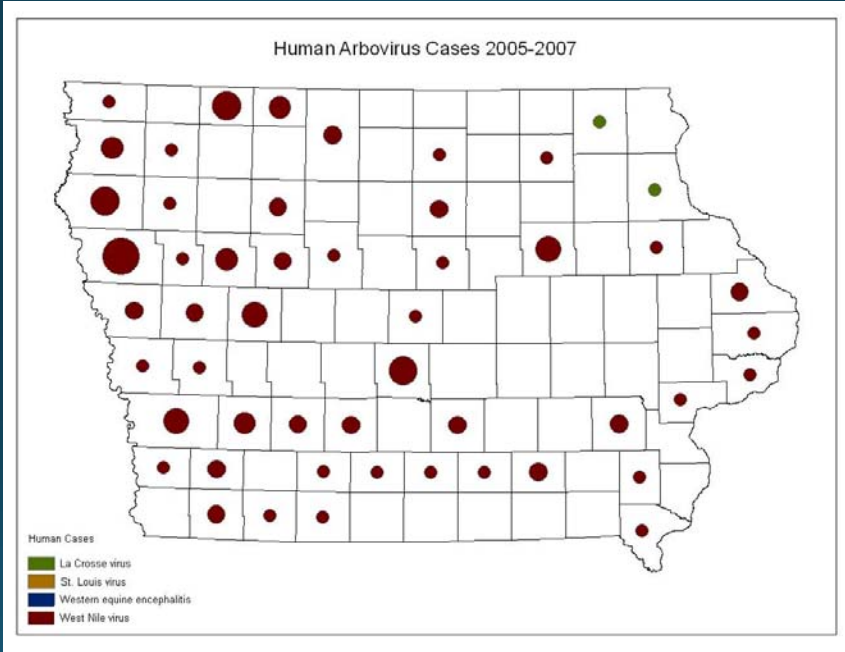 Human Arbovirus Cases 2005-2007
Human Cases
La Crosse virus
St. Louis virus
Western equine encephalitis
West Nile virus